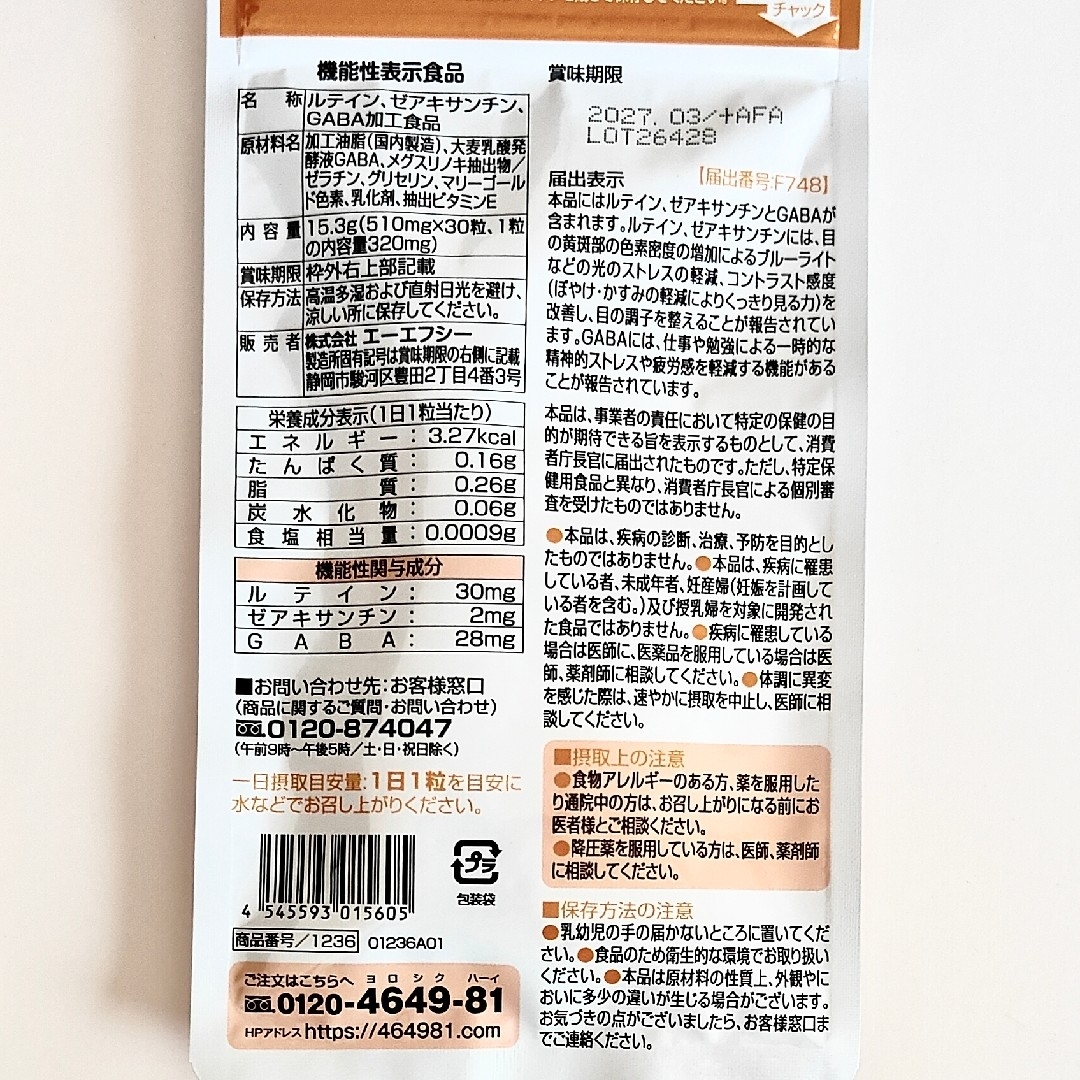 チャック
機能性表示食品
名称 ルテイン、ゼアキサンチン、
GABA加工食品
原材料名 加工油脂(国内製造)、大麦乳酸発
酵液GABA、メグスリノキ抽出物/
ゼラチン、グリセリン、マリーゴール
ド色素、乳化剤、抽出ビタミンE
内容量 15.3g(510mg×30粒、1粒
の内容量320mg)
賞味期限 枠外右上部記載
保存方法 高温多湿および直射日光を避け、
涼しい所に保存してください。
販売者 株式会社 エーエフシー
製造所固有記号は賞味期限の右側に記載
静岡市駿河区豊田2丁目4番3号
栄養成分表示(1日1粒当たり)
エネルギー: 3.27kcal
たんぱく質: 0.16g
脂質: 0.26g
炭水化物: 0.06g
食塩相当量: 0.0009g
機能性関与成分
ルテイン: 30mg
ゼアキサンチン: 2mg
GABA: 28mg
■お問い合わせ先:お客様窓口
(商品に関するご質問・お問い合わせ)
0120-874047
(午前9時〜午後5時/土・日・祝日除く)
一日摂取目安量:1日1粒を目安に
水などでお召し上がりください。
4 545593 015605
プラ
包装袋
商品番号/1236 01236A01
ご注文はこちらへ ヨロシク ハーイ
0120-4649-81
HPアドレス https://464981.com
賞味期限
2027. 03/+AFA
LOT26428
届出表示 【届出番号:F748】
本品にはルテイン、ゼアキサンチンとGABAが
含まれます。ルテイン、ゼアキサンチンには、目
の黄斑部の色素密度の増加によるブルーライト
などの光のストレスの軽減、コントラスト感度
(ぼやけ・かすみの軽減によりくっきり見る力)を
改善し、目の調子を整えることが報告されてい
ます。GABAには、仕事や勉強による一時的な
精神的ストレスや疲労感を軽減する機能がある
ことが報告されています。
本品は、事業者の責任において特定の保健の目
的が期待できる旨を表示するものとして、消費
者庁長官に届出されたものです。ただし、特定保
健用食品と異なり、消費者庁長官による個別審
査を受けたものではありません。
●本品は、疾病の診断、治療、予防を目的とし
たものではありません。●本品は、疾病に罹患
している者、未成年者、妊産婦(妊娠を計画して
いる者を含む。)及び授乳婦を対象に開発され
た食品ではありません。●疾病に罹患している
場合は医師に、医薬品を服用している場合は医
師、薬剤師に相談してください。●体調に異変
を感じた際は、速やかに摂取を中止し、医師に相
談してください。
■摂取上の注意
●食物アレルギーのある方、薬を服用した
り通院中の方は、お召し上がりになる前にお
医者様とご相談ください。
●降圧薬を服用している方は、医師、薬剤師
に相談してください。
■保存方法の注意
●乳幼児の手の届かないところに置いてくだ
さい。●食品のため衛生的な環境でお取り扱い
ください。●本品は原材料の性質上、外観やに
おいに多少の違いが生じる場合がございます。
お気づきの点がございましたら、お客様窓口ま
でご連絡ください。